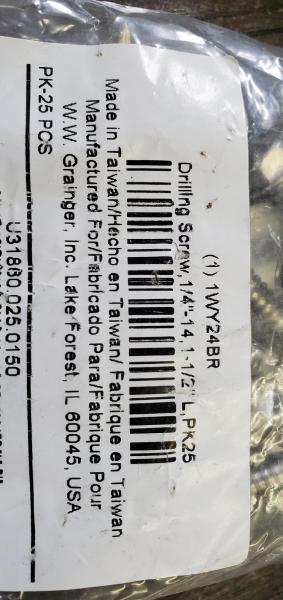 (1) 1WY24BR
Drilling Screw,1/4"-14,1-1/2" L,PK25
Made in Taiwan/Hecho en Taiwan/ Fabrique en Taiwan
Manufactured For/Fabricado Para/Fabrique Pour
W.W. Grainger, Inc. Lake Forest, IL 60045, USA
PK-25 PCS
U31860.025.0150